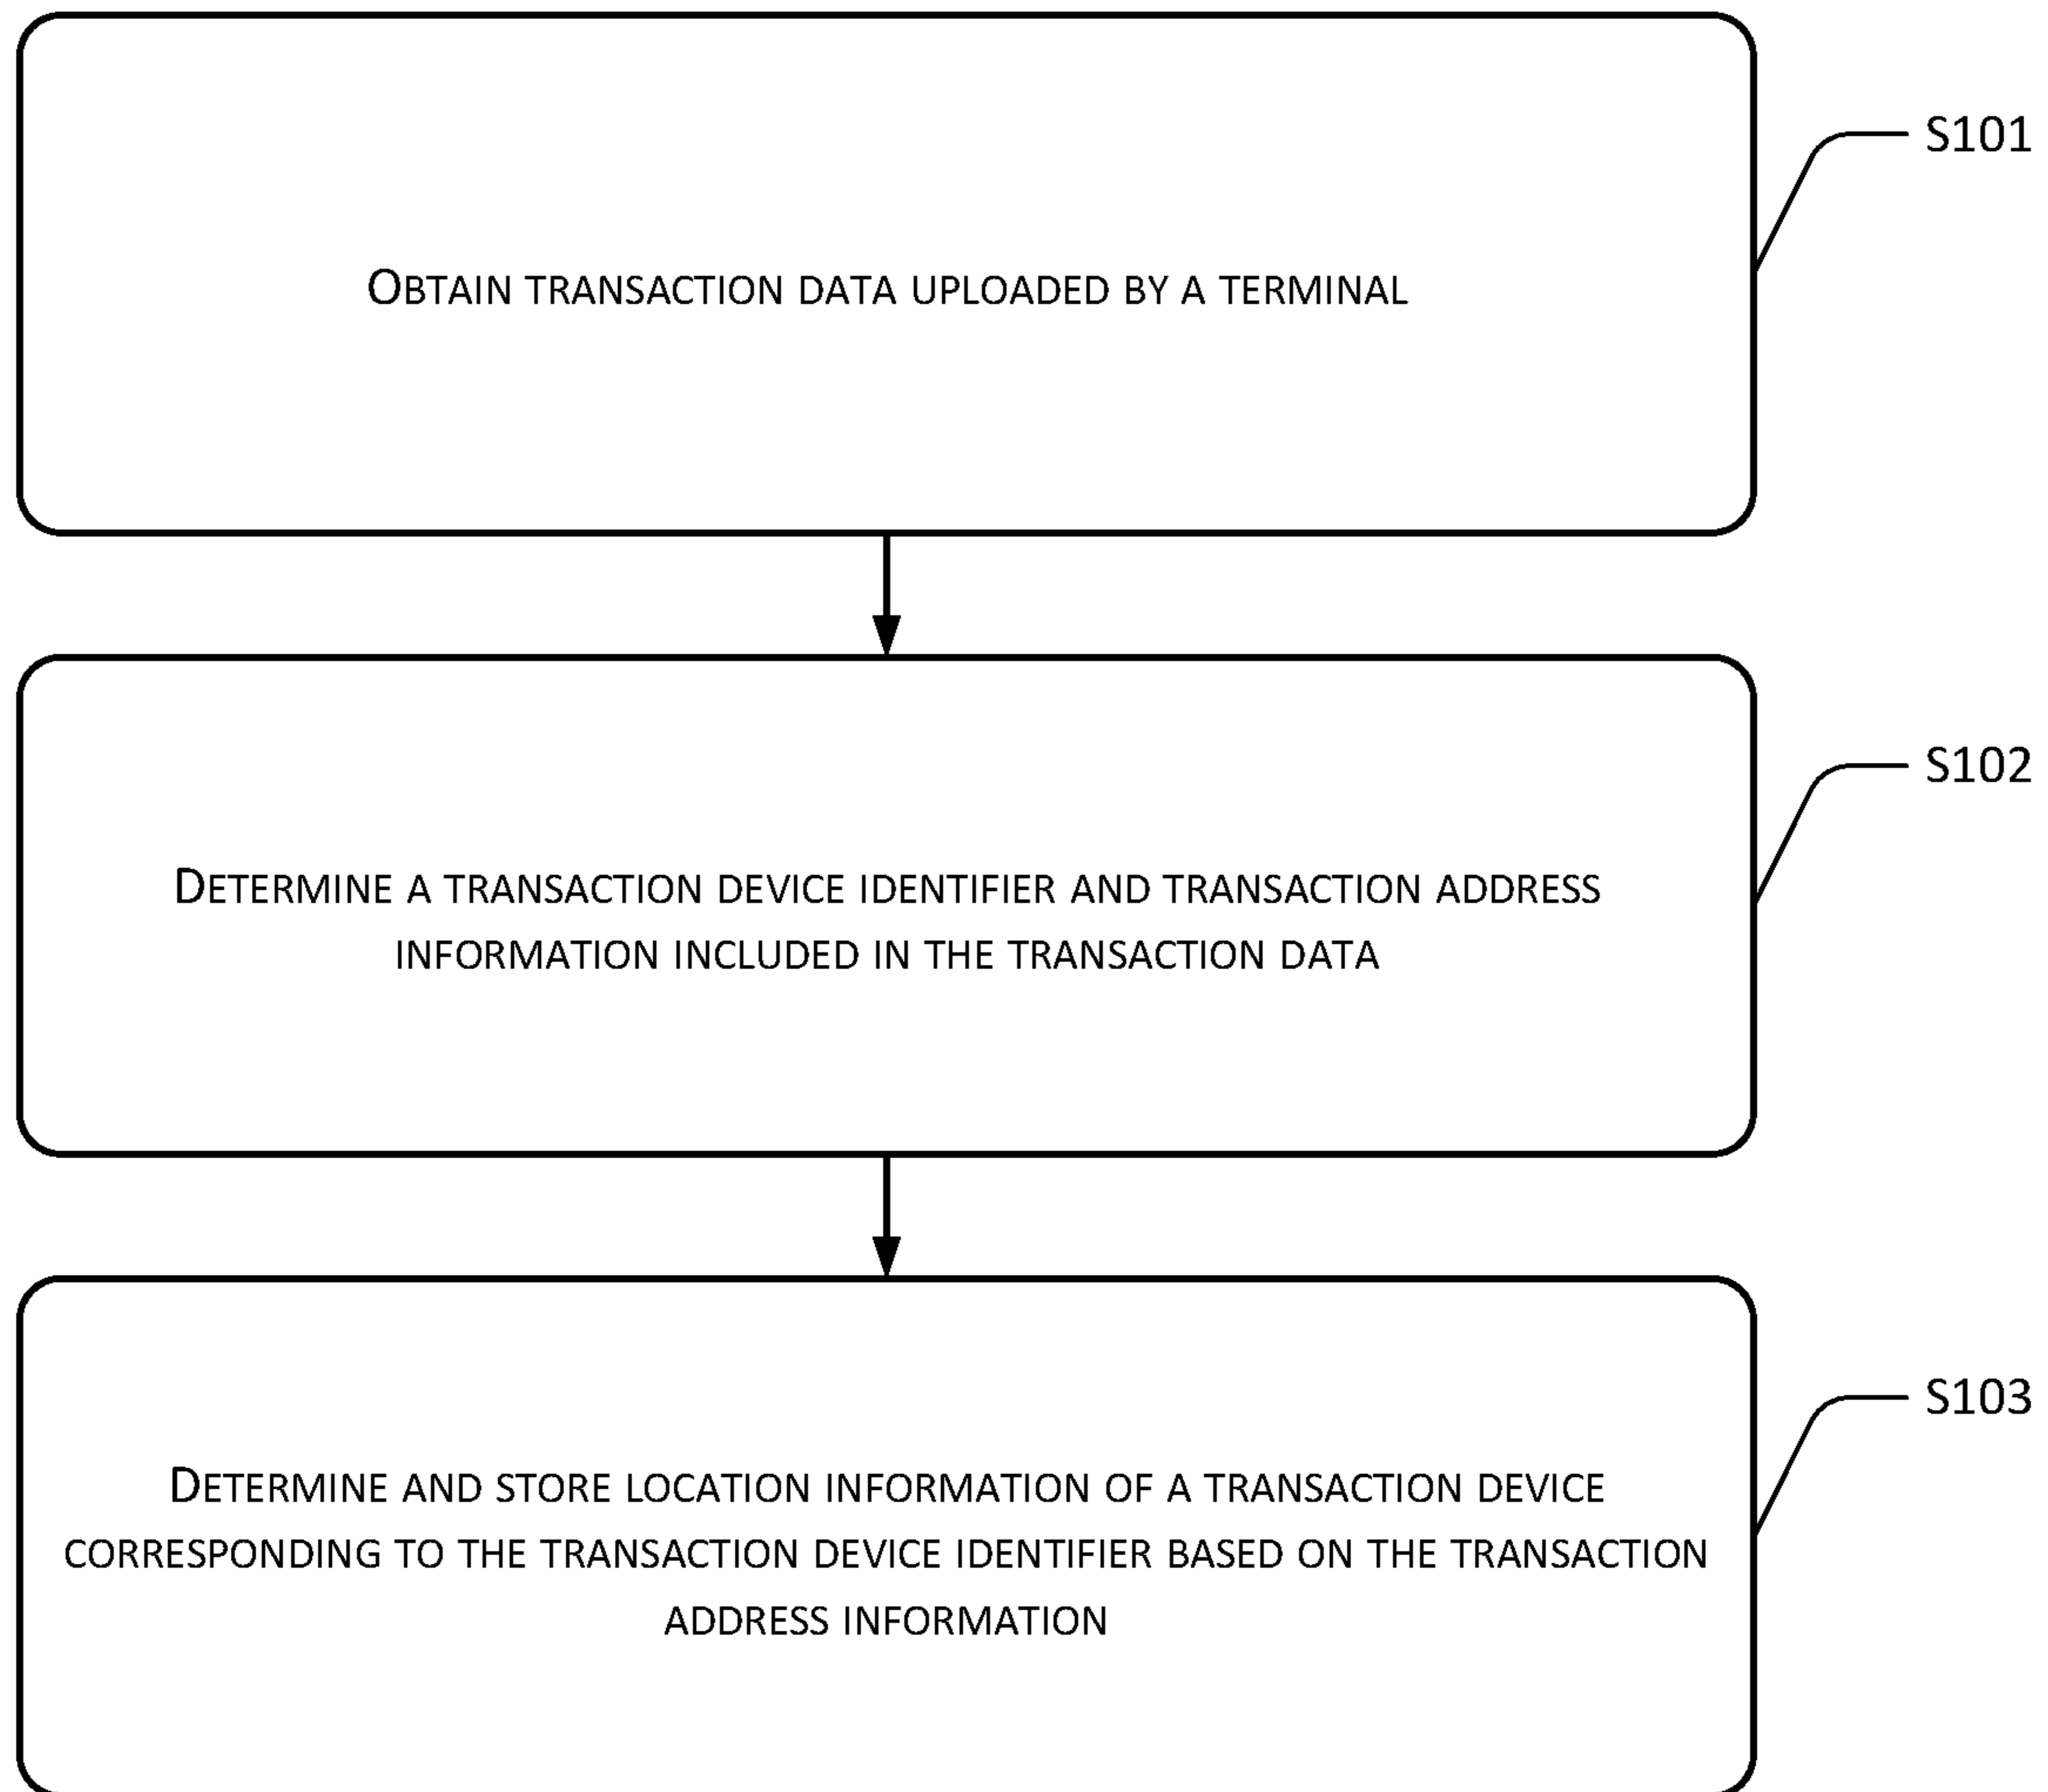 OBTAIN TRANSACTION DATA UPLOADED BY A TERMINAL
S101
DETERMINE A TRANSACTION DEVICE IDENTIFIER AND TRANSACTION ADDRESS
INFORMATION INCLUDED IN THE TRANSACTION DATA
S102
DETERMINE AND STORE LOCATION INFORMATION OF A TRANSACTION DEVICE
CORRESPONDING TO THE TRANSACTION DEVICE IDENTIFIER BASED ON THE TRANSACTION
ADDRESS INFORMATION
S103